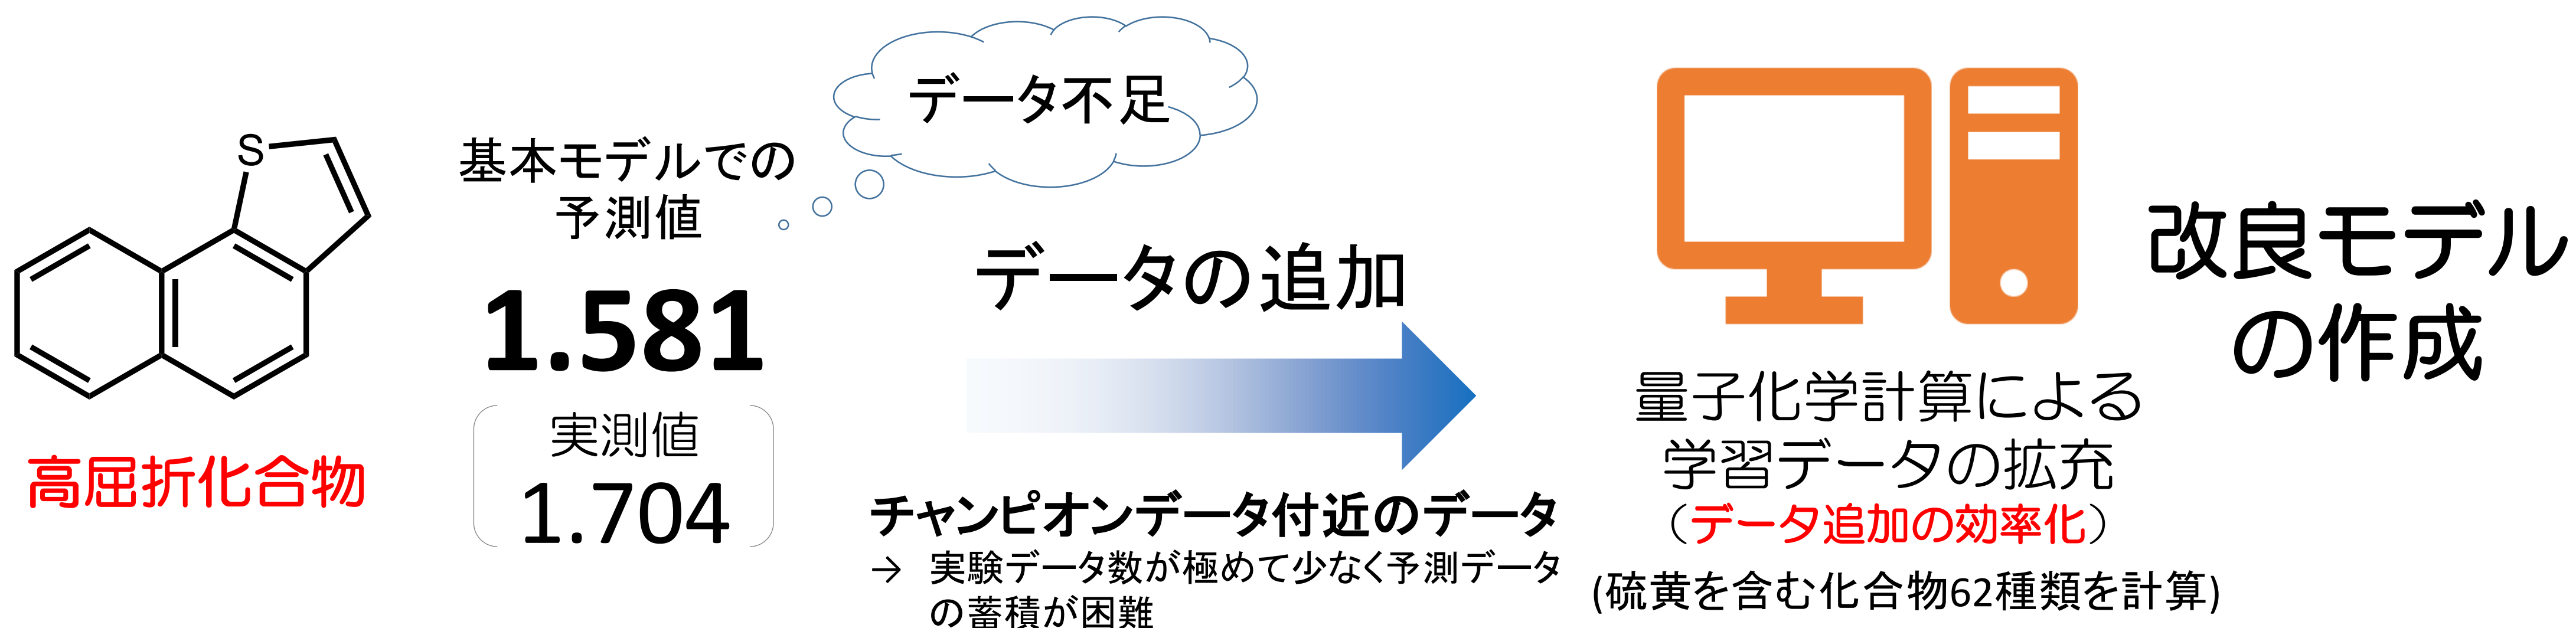 S
高屈折化合物
基本モデルでの
予測値
1.581
実測値
1.704
データ不足
データの追加
チャンピオンデータ付近のデータ
→ 実験データ数が極めて少なく予測データ
の蓄積が困難
量子化学計算による
学習データの拡充
（データ追加の効率化）
(硫黄を含む化合物62種類を計算)
改良モデル
の作成